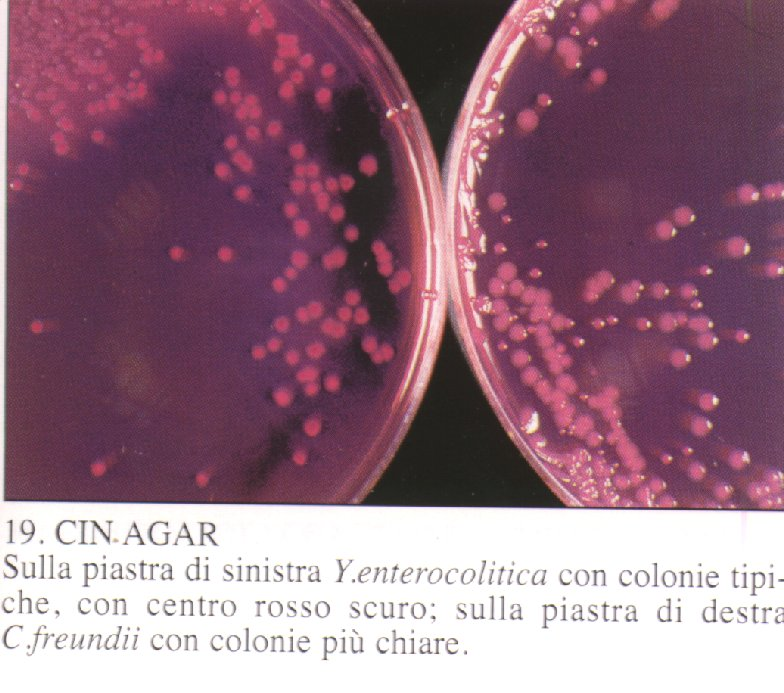 19. CIN AGAR
Sulla piastra di sinistra Y.enterocolitica con colonie tipi-
che, con centro rosso scuro; sulla piastra di destra
C.freundii con colonie più chiare.